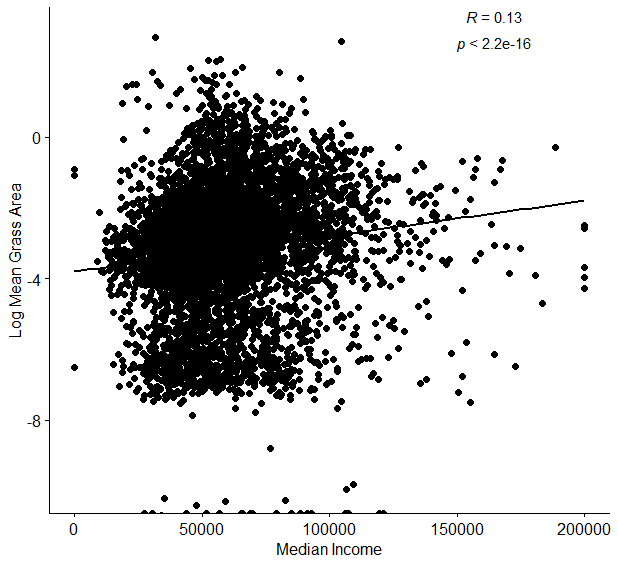 R = 0.13
p < 2.2e-16
0
-4
-8
Log Mean Grass Area
0
50000
100000
150000
200000
Median Income